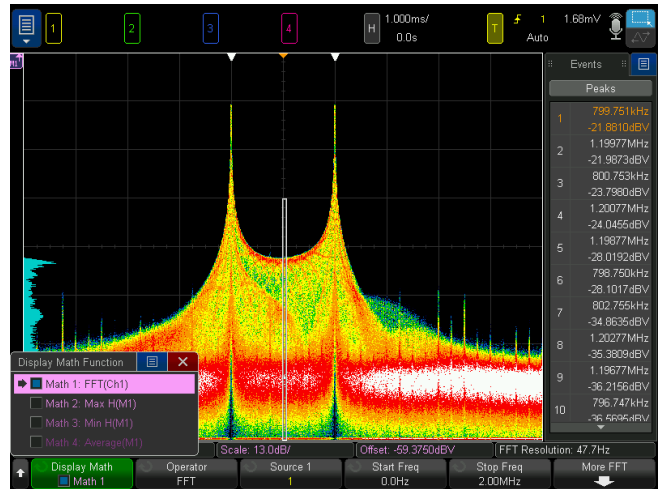 1
2
3
4
H
1.000ms/
0.0s
T
1
1.68mV
Auto
M1
Events
Peaks
1
799.751kHz
-21.8810dBV
2
1.19977MHz
-21.9873dBV
3
800.753kHz
-23.7980dBV
4
1.20077MHz
-24.0455dBV
5
1.19877MHz
-28.0192dBV
6
798.750kHz
-28.1017dBV
7
802.755kHz
-34.8635dBV
8
1.20277MHz
-35.3809dBV
9
1.19677MHz
-36.2156dBV
10
796.747kHz
-36.5695dBV
Display Math Function
Math 1: FFT(Ch1)
Math 2: Max H(M1)
Math 3: Min H(M1)
Math 4: Average(M1)
Scale: 13.0dB/
Offset: -59.3750dBV
FFT Resolution: 47.7Hz
Display Math
Math 1
Operator
FFT
Source 1
1
Start Freq
0.0Hz
Stop Freq
2.00MHz
More FFT